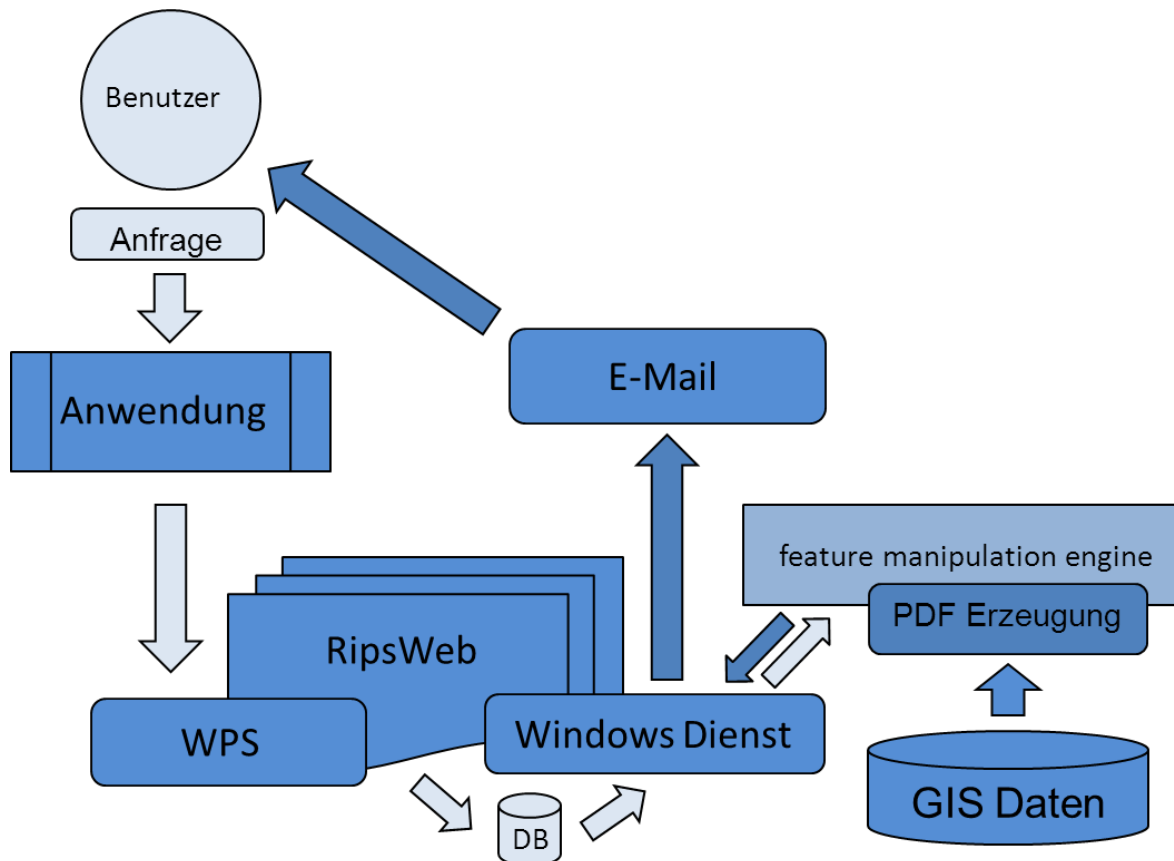 Benutzer
Anfrage
Anwendung
E-Mail
feature manipulation engine
PDF Erzeugung
RipsWeb
WPS
Windows Dienst
DB
GIS Daten